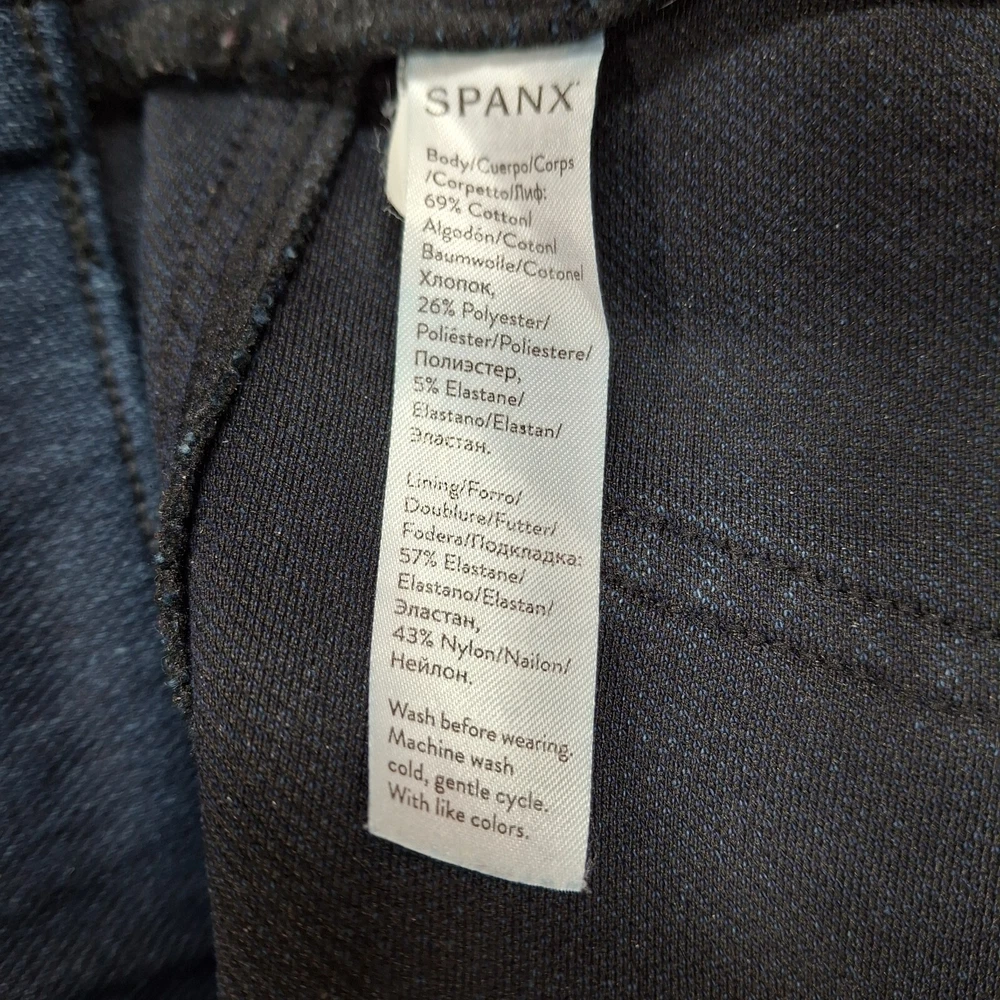 SPANX
Body/Cuerpo/Corps
/Corpetto/Лиф:
69% Cotton/
Algodón/Coton/
Baumwolle/Cotone/
Хлопок,
26% Polyester/
Poliéster/Poliestere/
Полиэстер,
5% Elastane/
Elastano/Elastan/
Эластан.
Lining/Forro/
Doublure/Futter/
Fodera/Подкладка:
57% Elastane/
Elastano/Elastan/
Эластан,
43% Nylon/Nailon/
Нейлон.
Wash before wearing.
Machine wash
cold, gentle cycle.
With like colors.